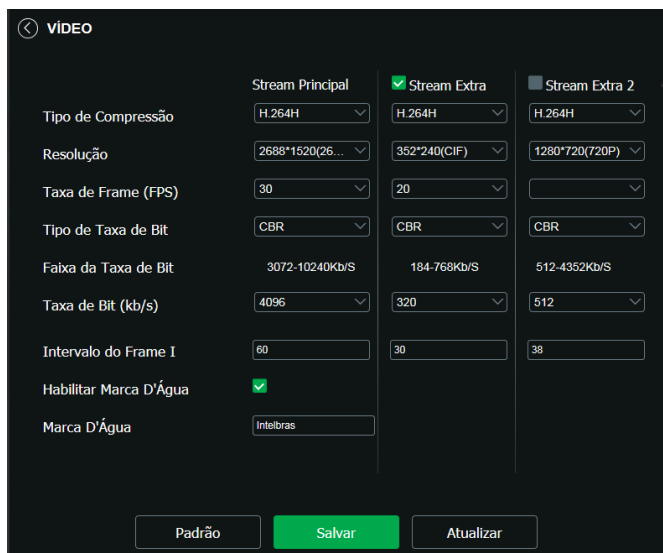 VÍDEO
Stream Principal Stream Extra Stream Extra 2
Tipo de Compressão H.264H H.264H H.264H
Resolução 2688*1520(26... 352*240(CIF) 1280*720(720P)
Taxa de Frame (FPS) 30 20
Tipo de Taxa de Bit CBR CBR CBR
Faixa da Taxa de Bit 3072-10240Kb/S 184-768Kb/S 512-4352Kb/S
Taxa de Bit (kb/s) 4096 320 512
Intervalo do Frame I 60 30 38
Habilitar Marca D'Água
Marca D'Água Intelbras
Padrão Salvar Atualizar